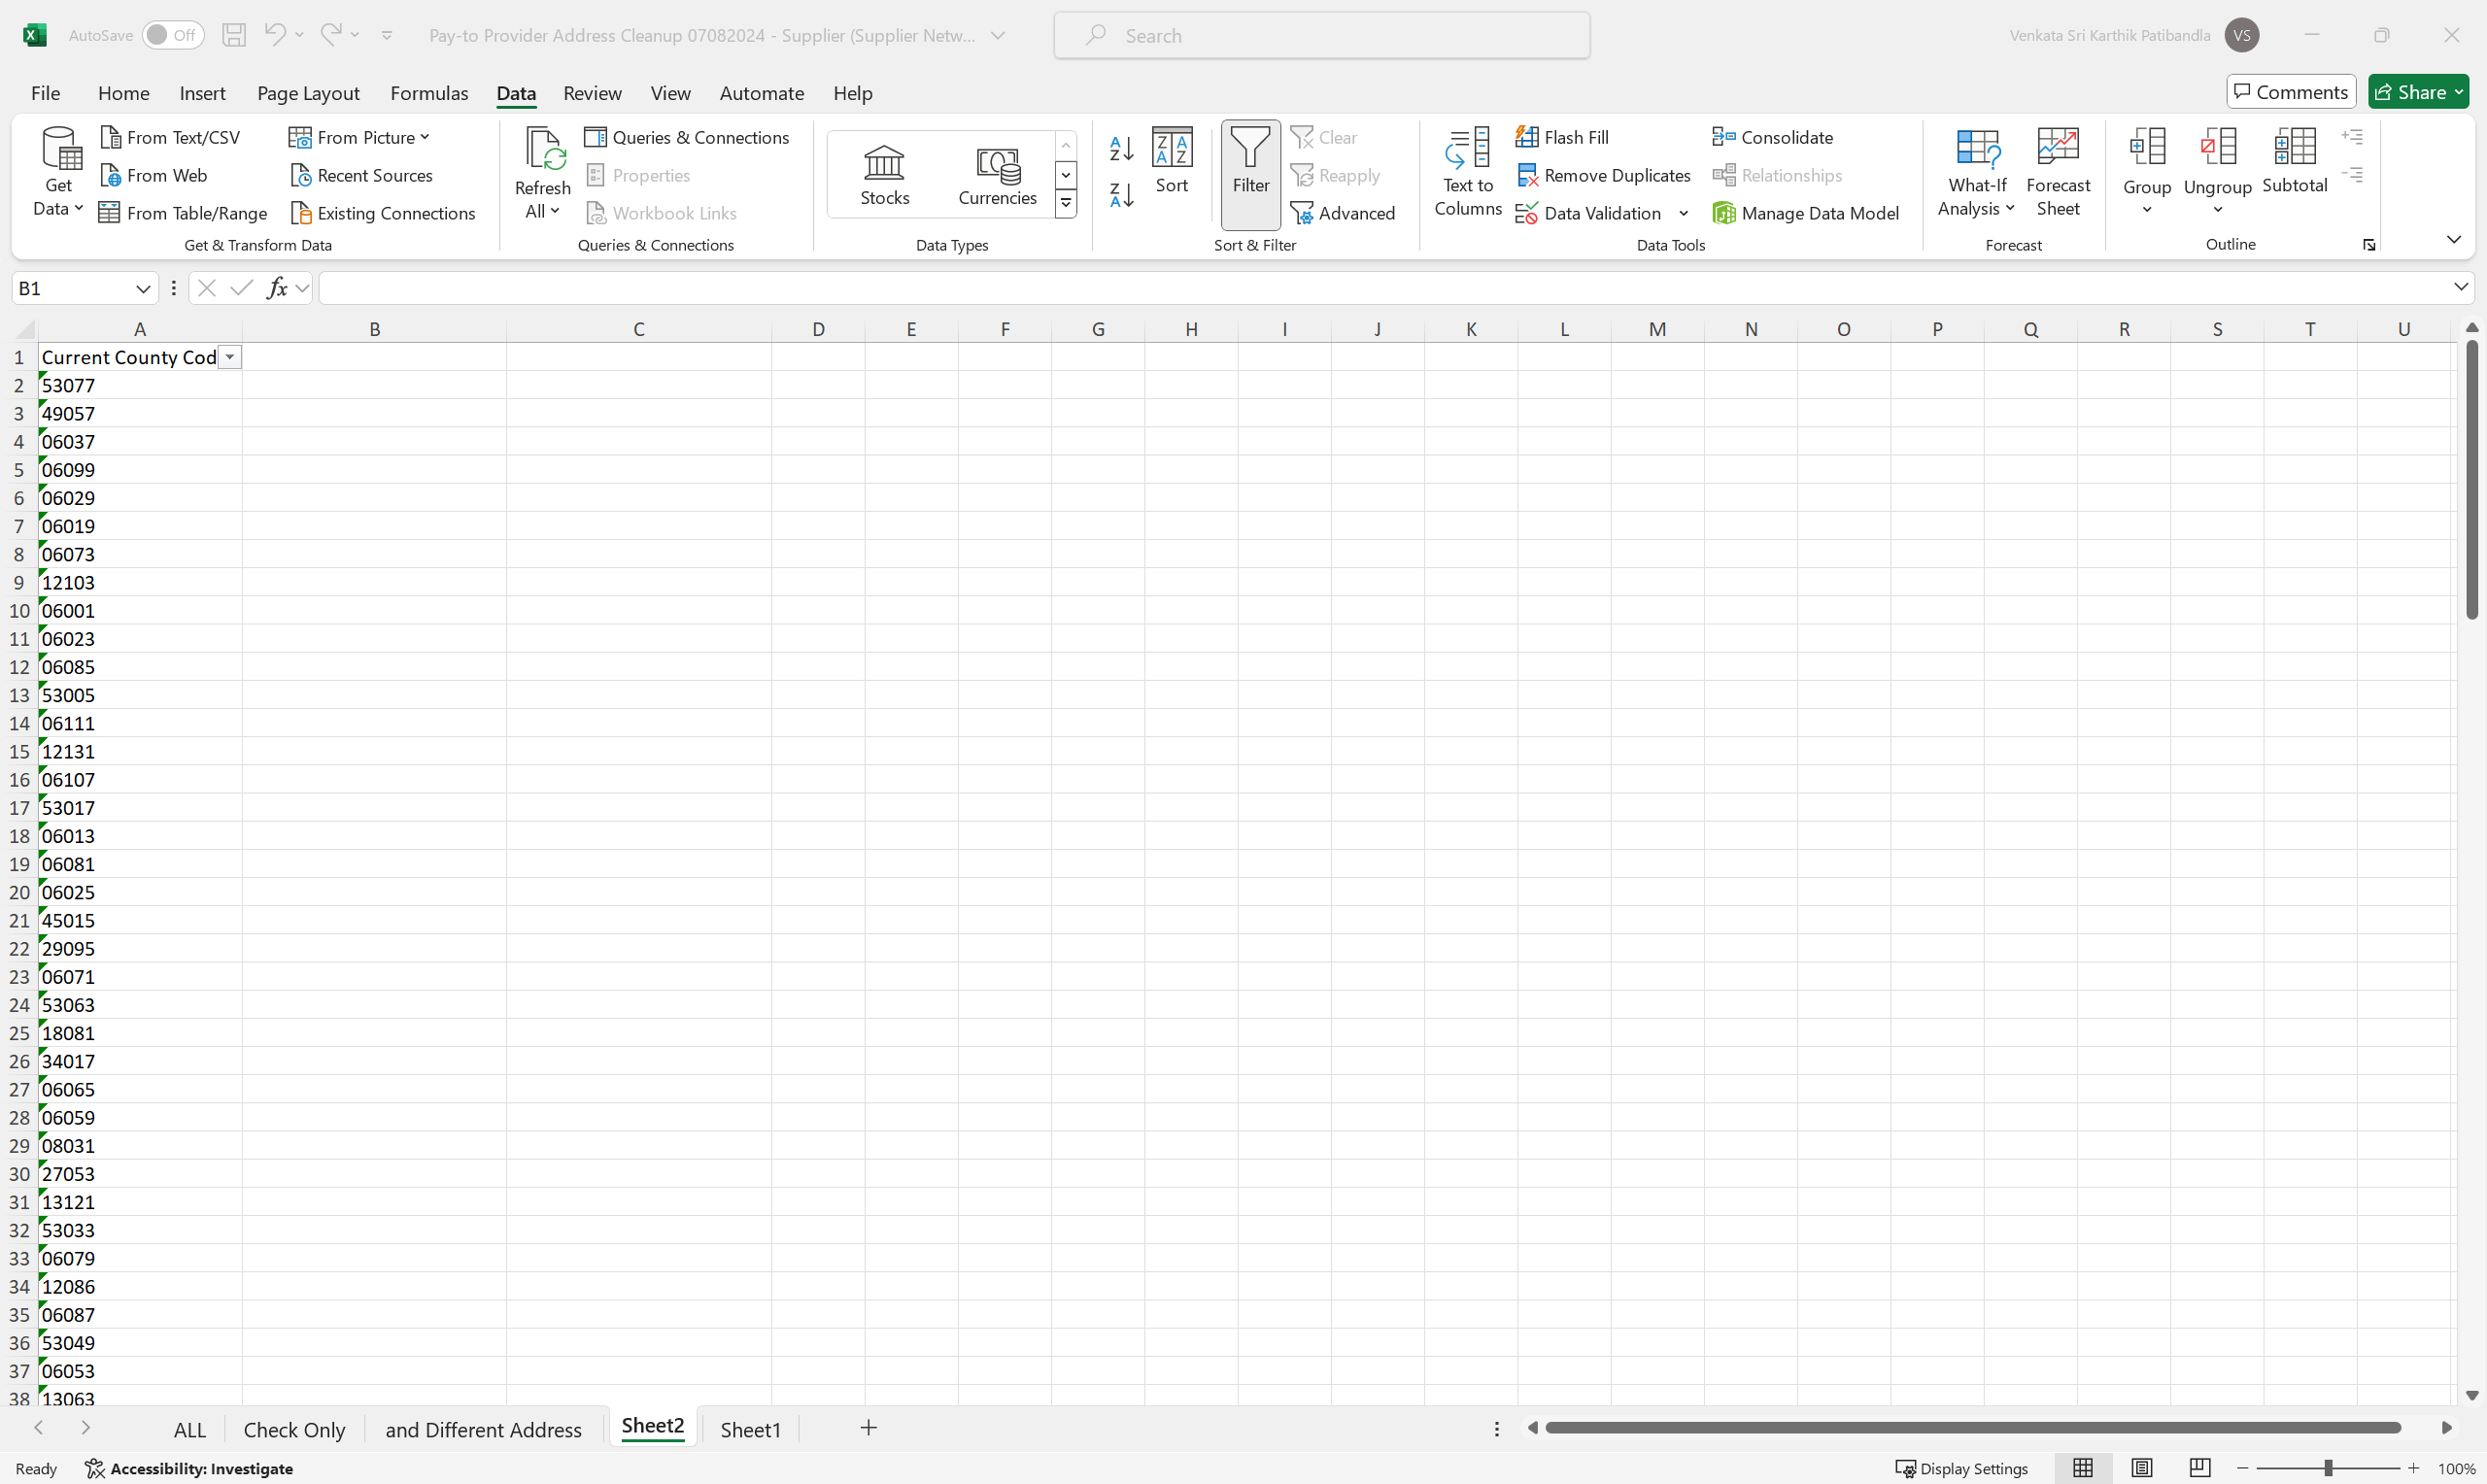 AutoSave Off Pay-to Provider Address Cleanup 07082024 - Supplier (Supplier Netw... Search Venkata Sri Karthik Patibandla VS
File Home Insert Page Layout Formulas Data Review View Automate Help Comments Share
Get Data From Text/CSV From Web From Table/Range From Picture Recent Sources Existing Connections
Get & Transform Data
Refresh All Queries & Connections Properties Workbook Links
Queries & Connections
Stocks Currencies
Data Types
Sort Filter Clear Reapply Advanced
Sort & Filter
Text to Columns Flash Fill Remove Duplicates Data Validation Consolidate Relationships Manage Data Model
Data Tools
What-If Analysis Forecast Sheet
Forecast
Group Ungroup Subtotal
Outline
B1 fx
A B C D E F G H I J K L M N O P Q R S T U
1 Current County Cod
2 53077
3 49057
4 06037
5 06099
6 06029
7 06019
8 06073
9 12103
10 06001
11 06023
12 06085
13 53005
14 06111
15 12131
16 06107
17 53017
18 06013
19 06081
20 06025
21 45015
22 29095
23 06071
24 53063
25 18081
26 34017
27 06065
28 06059
29 08031
30 27053
31 13121
32 53033
33 06079
34 12086
35 06087
36 53049
37 06053
38 13063
ALL Check Only and Different Address Sheet2 Sheet1
Ready Accessibility: Investigate Display Settings 100%